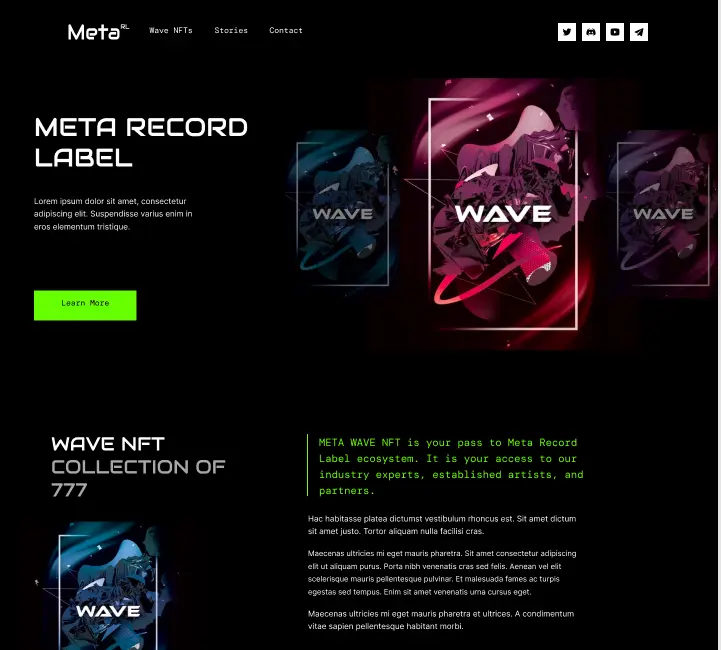 Meta RL
Wave NFTs
Stories
Contact
META RECORD
LABEL
Lorem ipsum dolor sit amet, consectetur
adipiscing elit. Suspendisse varius enim in
eros elementum tristique.
Learn More
WAVE
WAVE
WAVE
WAVE NFT
COLLECTION OF
777
WAVE
META WAVE NFT is your pass to Meta Record
Label ecosystem. It is your access to our
industry experts, established artists, and
partners.
Hac habitasse platea dictumst vestibulum rhoncus est. Sit amet dictum
sit amet justo. Tortor aliquam nulla facilisi cras.
Maecenas ultricies mi eget mauris pharetra. Sit amet consectetur adipiscing
elit ut aliquam purus. Porta nibh venenatis cras sed felis. Aenean vel elit
scelerisque mauris pellentesque pulvinar. Et malesuada fames ac turpis
egestas sed tempus. Enim sit amet venenatis urna cursus eget.
Maecenas ultricies mi eget mauris pharetra et ultrices. A condimentum
vitae sapien pellentesque habitant morbi.